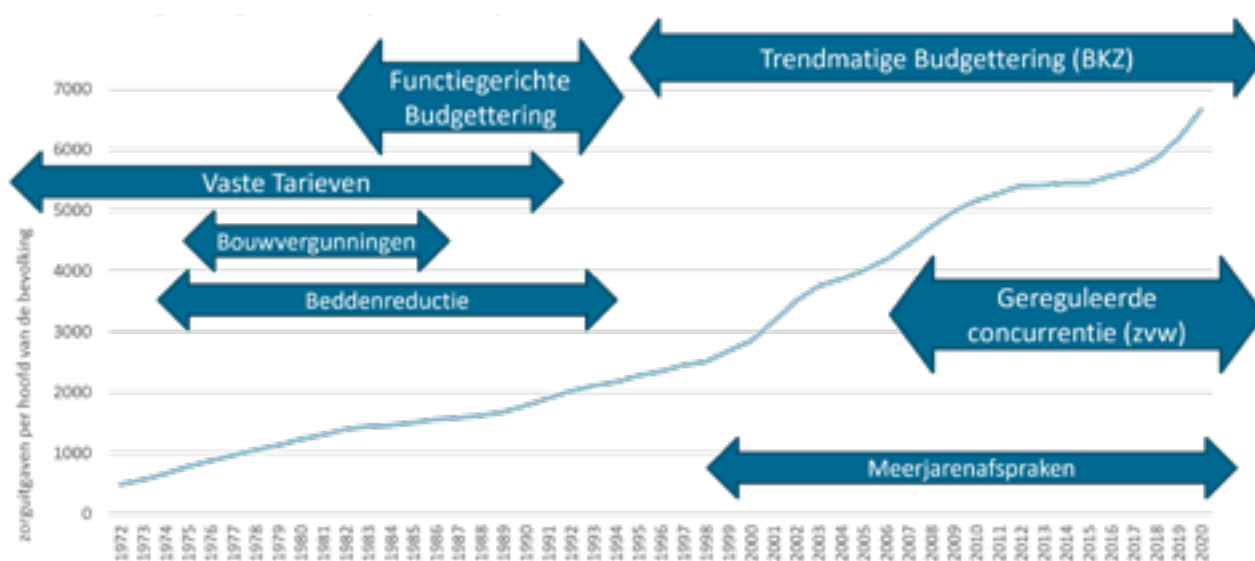 Functiegerichte
Budgettering
Trendmatige Budgettering (BKZ)
7000
6000
Vaste Tarieven
5000
Bouwvergunningen
4000
Beddenreductie
Gereguleerde
concurrentie (zvw)
3000
2000
1000
Meerjarenafspraken
0
zorguitgaven per hoofd van de bevolking
1972 1973 1974 1975 1976 1977 1978 1979 1980 1981 1982 1983 1984 1985 1986 1987 1988 1989 1990 1991 1992 1993 1994 1995 1996 1997 1998 1999 2000 2001 2002 2003 2004 2005 2006 2007 2008 2009 2010 2011 2012 2013 2014 2015 2016 2017 2018 2019 2020